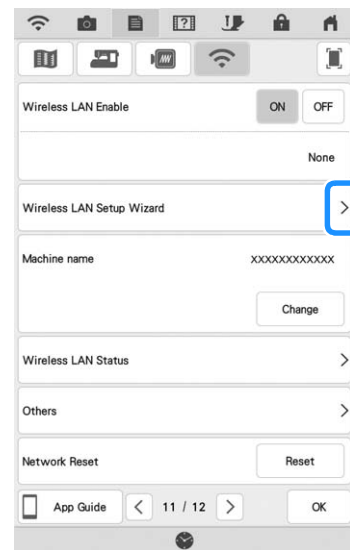 Wireless LAN Enable ON OFF
None
Wireless LAN Setup Wizard
Machine name XXXXXXXXXXXX
Change
Wireless LAN Status
Others
Network Reset Reset
App Guide 11 / 12 OK